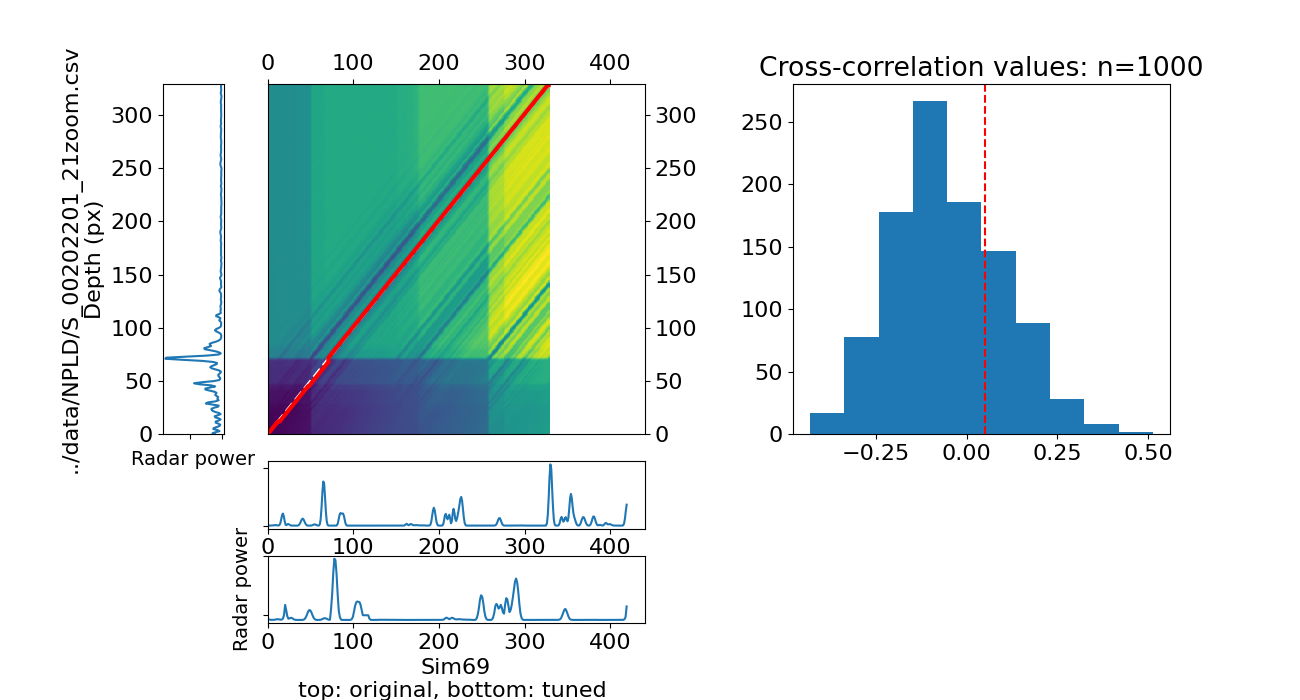 0 100 200 300 400
Cross-correlation values: n=1000
../data/NPLD/S_00202201_21zoom.csv
Depth (px)
300
250
200
150
100
50
0
300
250
200
150
100
50
0
250
200
150
100
50
0
−0.25 0.00 0.25 0.50
Radar power
0 100 200 300 400
Radar power
0 100 200 300 400
Sim69
top: original, bottom: tuned